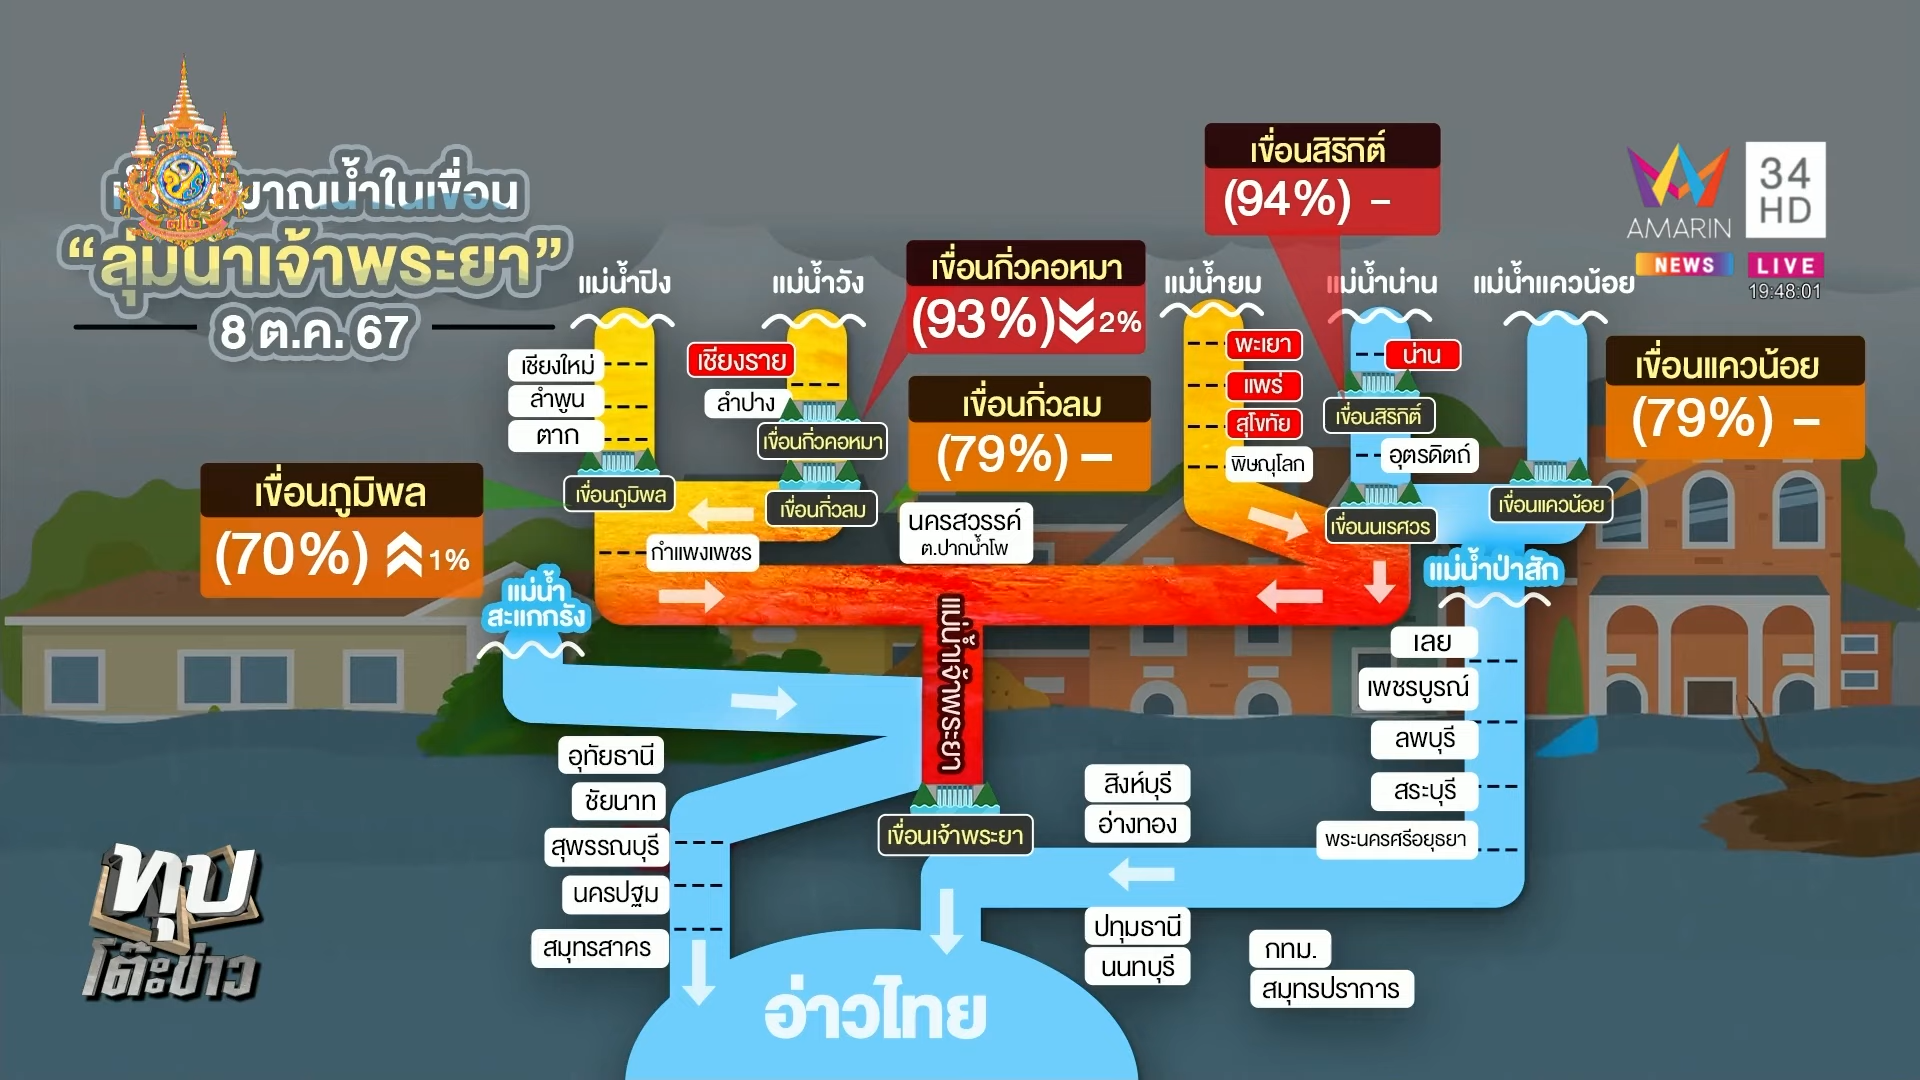 ปริมาณน้ำในเขื่อน
“ลุ่มน้ำเจ้าพระยา”
8 ต.ค. 67
AMARIN
34
HD
NEWS
LIVE
19:48:01
เขื่อนสิริกิติ์
(94%) –
เขื่อนกิ่วคอหมา
(93%) 2%
เขื่อนกิ่วลม
(79%) –
เขื่อนแควน้อย
(79%) –
เขื่อนภูมิพล
(70%) 1%
แม่น้ำปิง
แม่น้ำวัง
แม่น้ำยม
แม่น้ำน่าน
แม่น้ำแควน้อย
เชียงใหม่
ลำพูน
ตาก
เขื่อนภูมิพล
เชียงราย
ลำปาง
เขื่อนกิ่วคอหมา
เขื่อนกิ่วลม
กำแพงเพชร
นครสวรรค์
ต.ปากน้ำโพ
พะเยา
แพร่
สุโขทัย
พิษณุโลก
น่าน
เขื่อนสิริกิติ์
อุตรดิตถ์
เขื่อนนเรศวร
เขื่อนแควน้อย
แม่น้ำ
สะแกกรัง
แม่น้ำเจ้าพระยา
แม่น้ำป่าสัก
เลย
เพชรบูรณ์
ลพบุรี
สระบุรี
พระนครศรีอยุธยา
อุทัยธานี
ชัยนาท
สุพรรณบุรี
นครปฐม
สมุทรสาคร
เขื่อนเจ้าพระยา
สิงห์บุรี
อ่างทอง
ปทุมธานี
นนทบุรี
กทม.
สมุทรปราการ
อ่าวไทย
ทุบ
โต๊ะข่าว